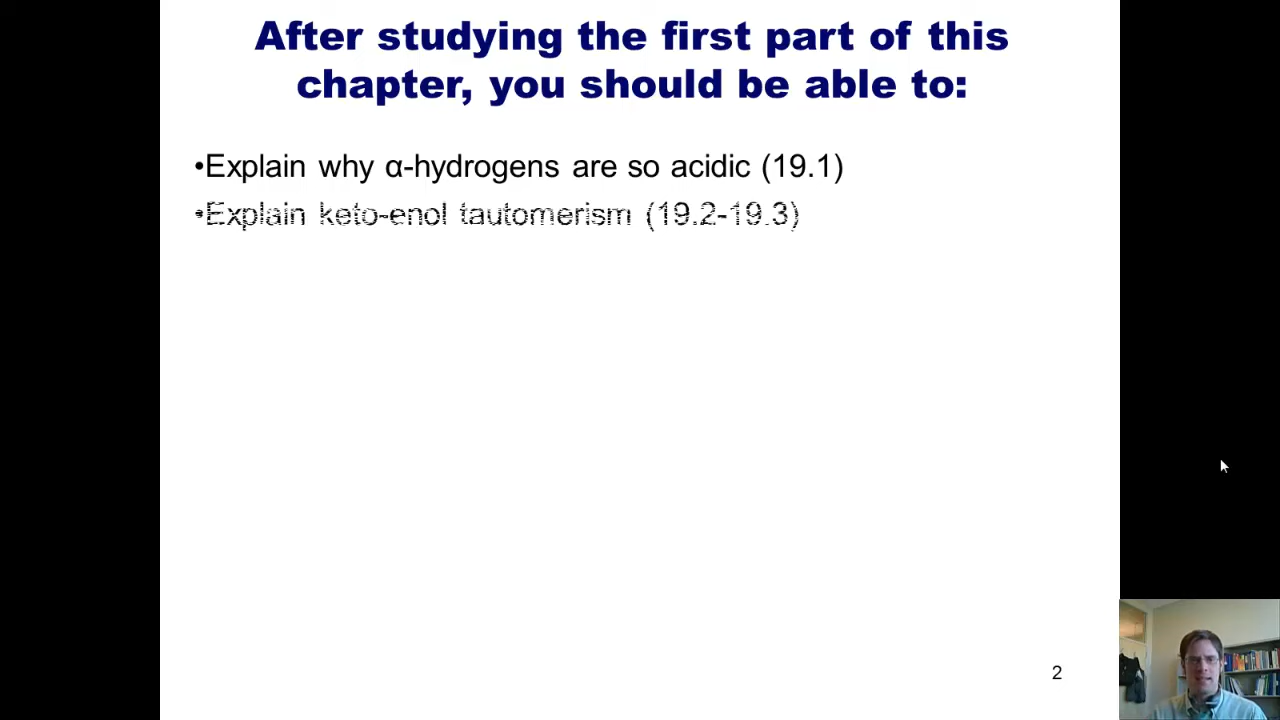 After studying the first part of this
chapter, you should be able to:
•Explain why α-hydrogens are so acidic (19.1)
•Explain keto-enol tautomerism (19.2-19.3)
2